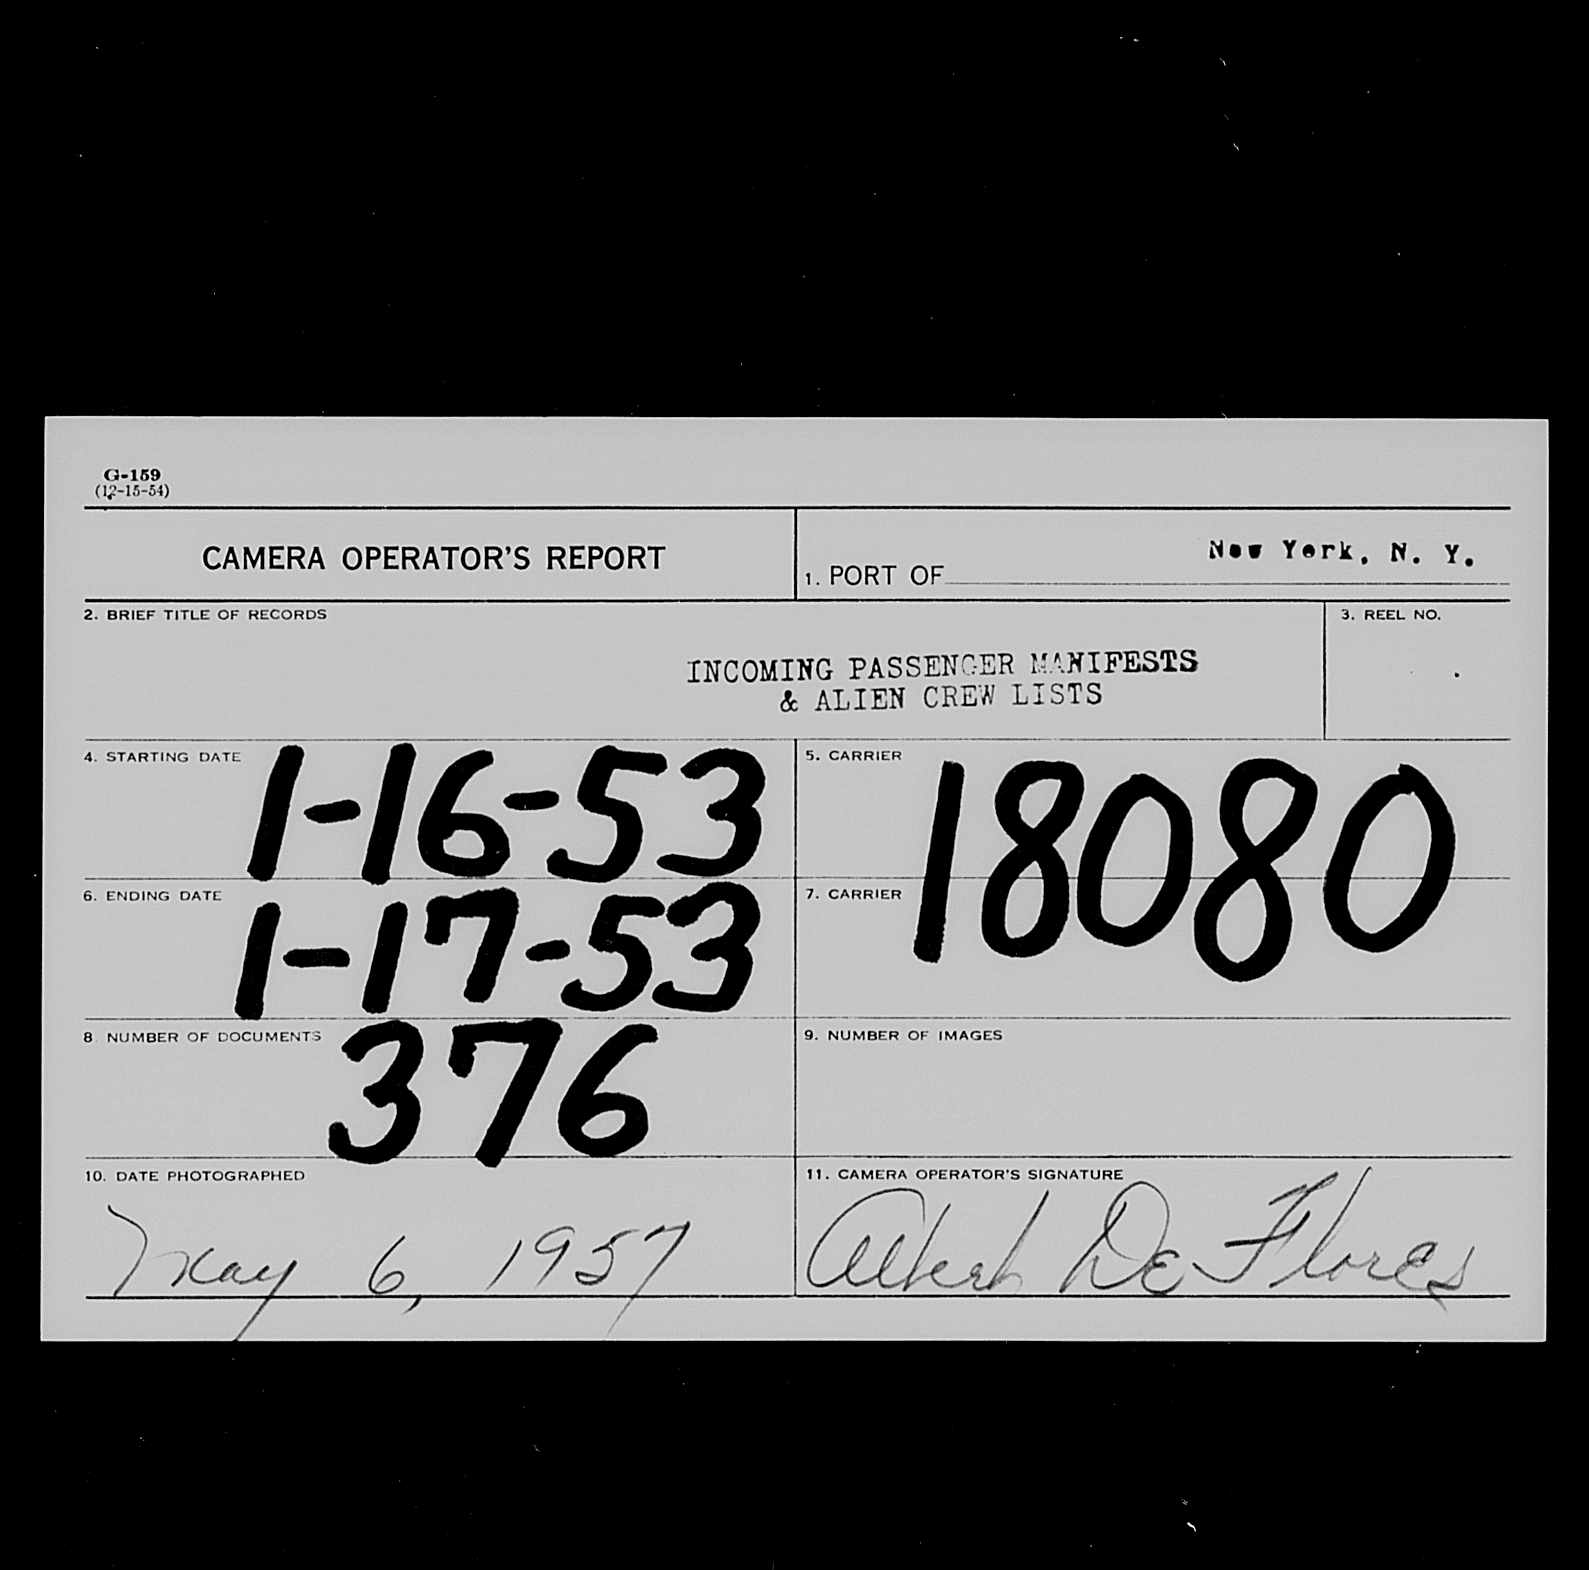 G-159
(12-15-54)
CAMERA OPERATOR'S REPORT
1. PORT OF New York, N. Y.
2. BRIEF TITLE OF RECORDS
INCOMING PASSENGER MANIFESTS
& ALIEN CREW LISTS
3. REEL NO.
4. STARTING DATE 1-16-53
5. CARRIER 18080
6. ENDING DATE 1-17-53
7. CARRIER
8 NUMBER OF DOCUMENTS 376
9. NUMBER OF IMAGES
10. DATE PHOTOGRAPHED
May 6, 1957
11. CAMERA OPERATOR'S SIGNATURE
Albert De Flores